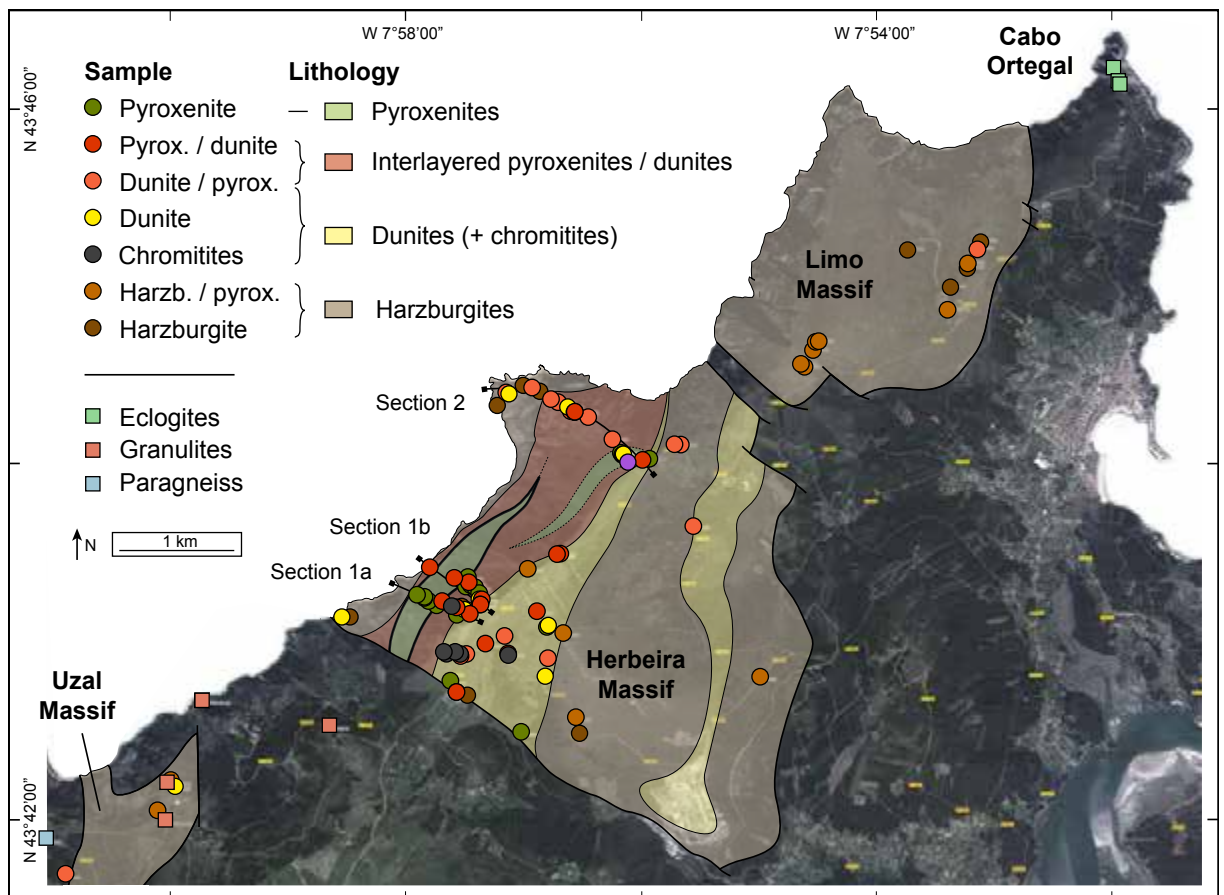 W 7°58'00"
W 7°54'00"
N 43°46'00"
N 43°42'00"
Cabo
Ortegal
Sample
Pyroxenite
Pyrox. / dunite
Dunite / pyrox.
Dunite
Chromitites
Harzb. / pyrox.
Harzburgite
Lithology
Pyroxenites
Interlayered pyroxenites / dunites
Dunites (+ chromitites)
Harzburgites
Eclogites
Granulites
Paragneiss
N
1 km
Limo
Massif
Section 2
Section 1b
Section 1a
Herbeira
Massif
Uzal
Massif